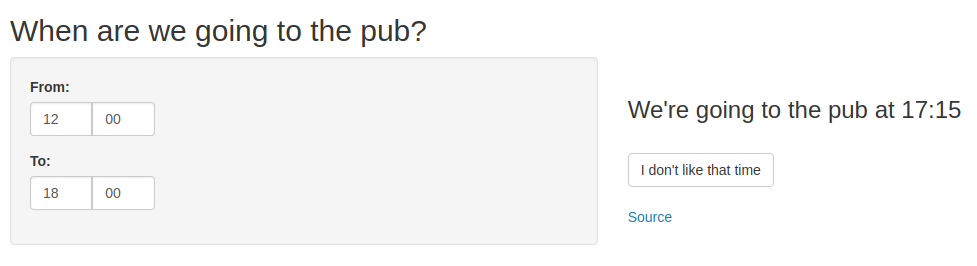 When are we going to the pub?
From:
12 00
To:
18 00
We're going to the pub at 17:15
I don't like that time
Source